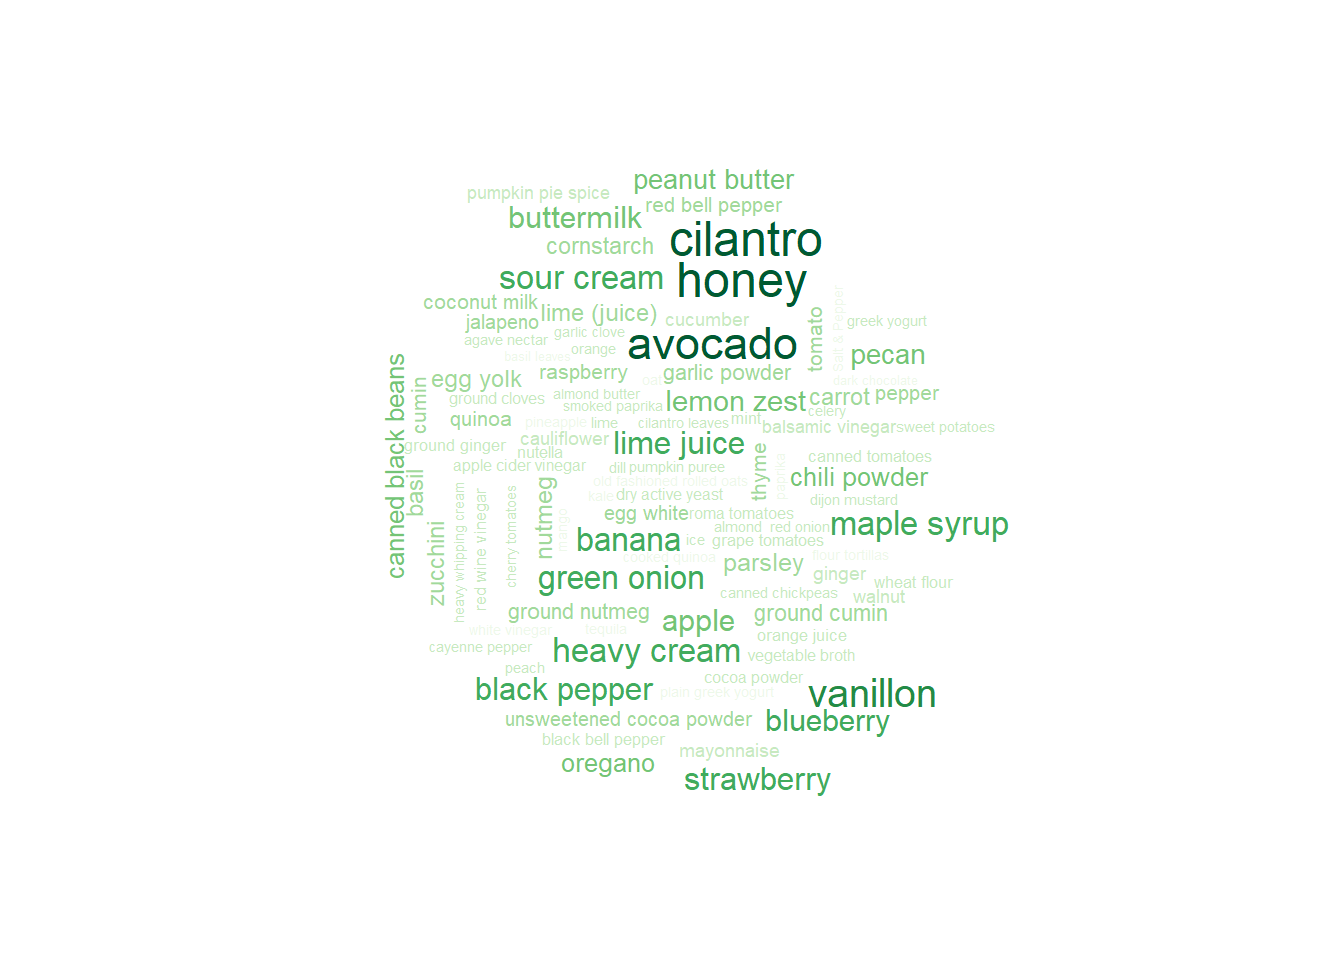 peanut butter
pumpkin pie spice
red bell pepper
buttermilk
cilantro
cornstarch
sour cream
honey
coconut milk
lime (juice)
jalapeno
cucumber
tomato
Salt & Pepper
greek yogurt
garlic clove
agave nectar
avocado
orange
basil leaves
pecan
canned black beans
raspberry
garlic powder
egg yolk
oat
dark chocolate
cumin
ground cloves
almond butter
smoked paprika
lemon zest
carrot
pepper
celery
quinoa
pineapple
lime
cilantro leaves
mint
balsamic vinegar
sweet potatoes
cauliflower
lime juice
ground ginger
nutella
canned tomatoes
apple cider vinegar
dill
pumpkin puree
thyme
paprika
chili powder
basil
old fashioned rolled oats
kale
dry active yeast
dijon mustard
nutmeg
egg white
roma tomatoes
heavy whipping cream
red wine vinegar
cherry tomatoes
mango
almond
red onion
maple syrup
zucchini
banana
ice
grape tomatoes
canned quinoa
flour tortillas
parsley
green onion
ginger
wheat flour
canned chickpeas
walnut
ground nutmeg
apple
ground cumin
white vinegar
tequila
orange juice
cayenne pepper
heavy cream
vegetable broth
peach
cocoa powder
black pepper
plain greek yogurt
vanillon
unsweetened cocoa powder
blueberry
black bell pepper
mayonnaise
oregano
strawberry